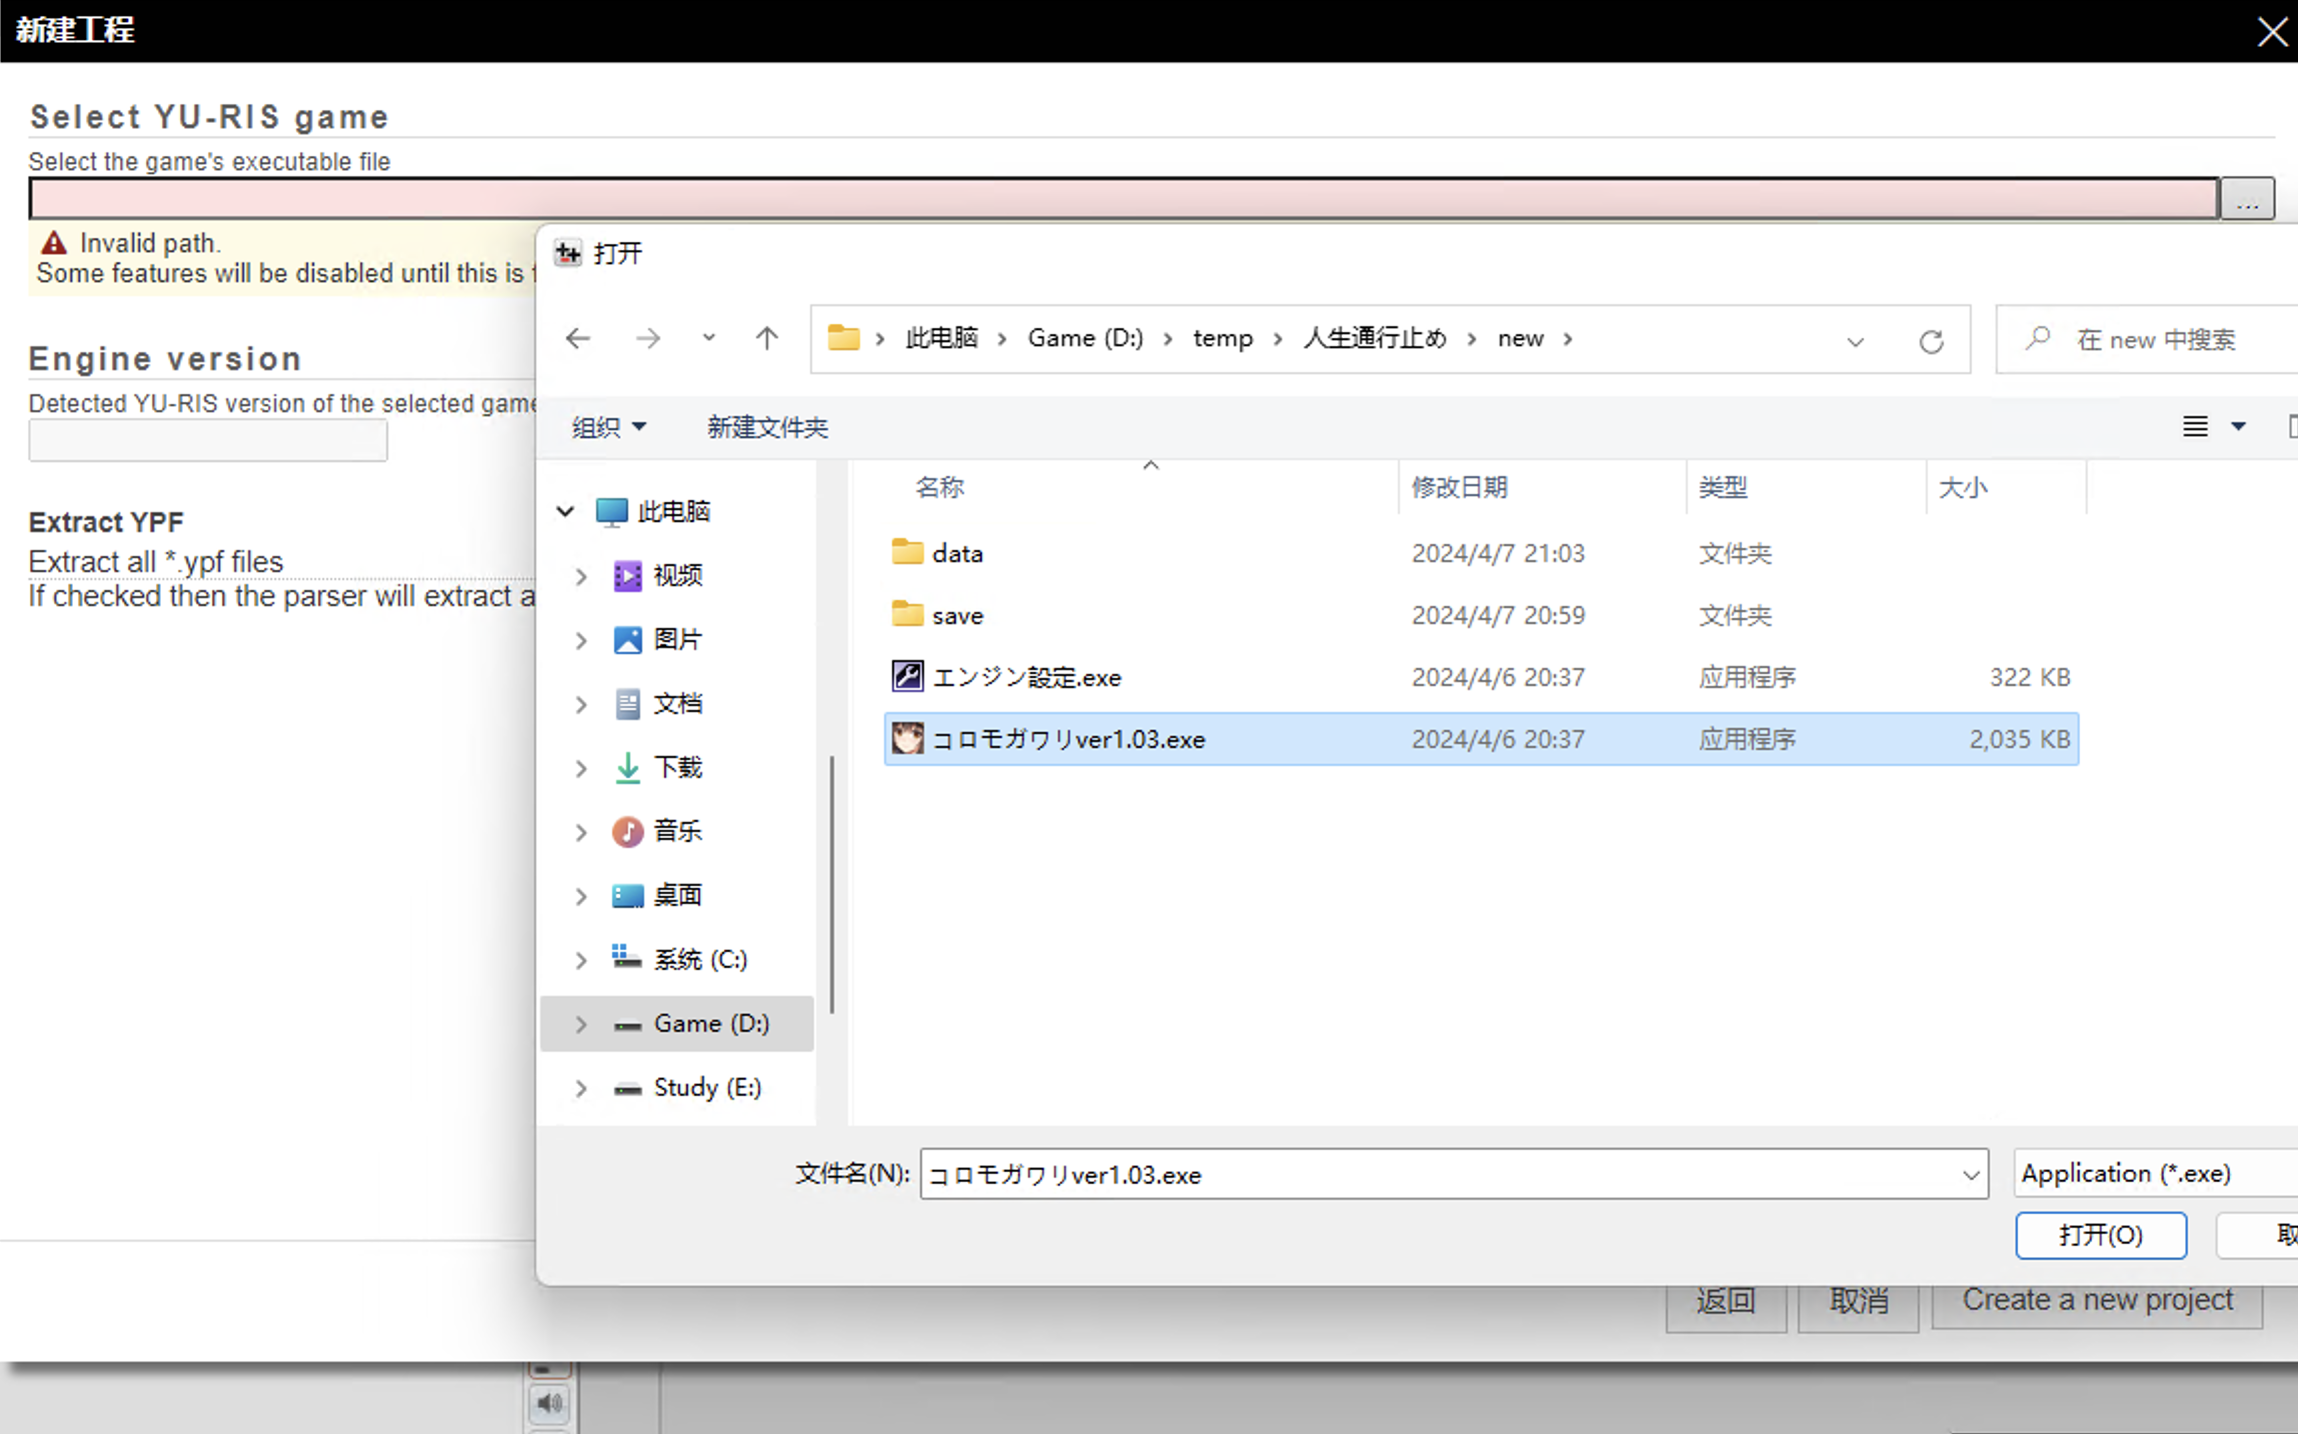 新建工程
Select YU-RIS game
Select the game's executable file
...
Invalid path.
Some features will be disabled until this is
Engine version
Detected YU-RIS version of the selected game
Extract YPF
Extract all *.ypf files
If checked then the parser will extract a
打开
此电脑 > Game (D:) > temp > 人生通行止め > new >
在 new 中搜索
组织
新建文件夹
名称 修改日期 类型 大小
此电脑
视频
图片
文档
下载
音乐
桌面
系统 (C:)
Game (D:)
Study (E:)
data 2024/4/7 21:03 文件夹
save 2024/4/7 20:59 文件夹
エンジン設定.exe 2024/4/6 20:37 应用程序 322 KB
コロモガワリver1.03.exe 2024/4/6 20:37 应用程序 2,035 KB
文件名(N): コロモガワリver1.03.exe
Application (*.exe)
打开(O)
取
返回
取消
Create a new project